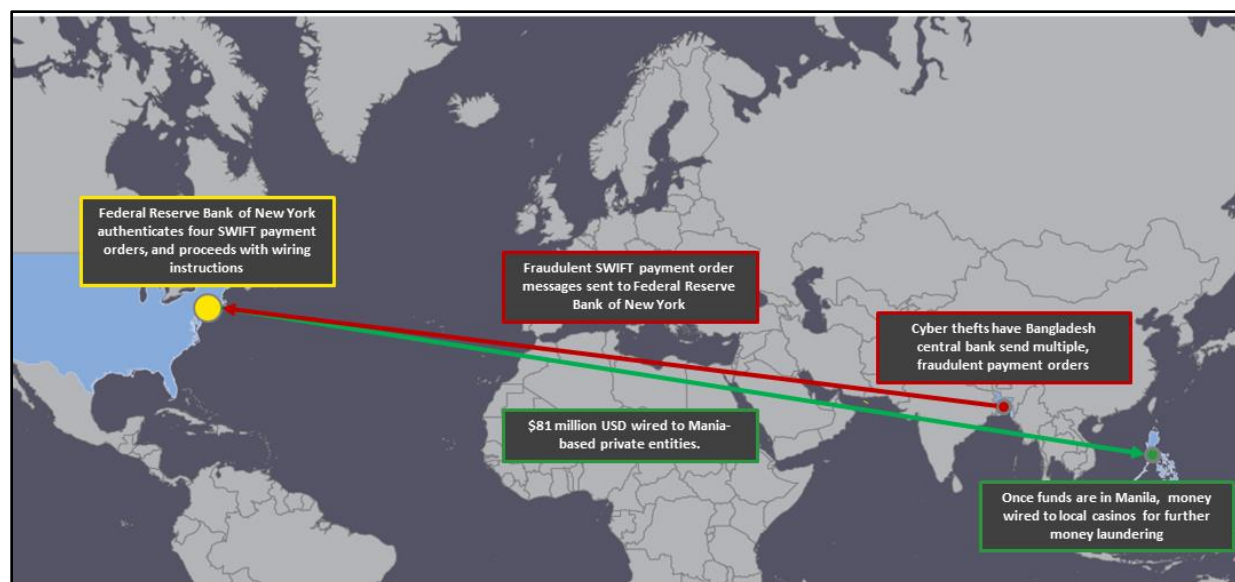 Federal Reserve Bank of New York
authenticates four SWIFT payment
orders, and proceeds with wiring
instructions
Fraudulent SWIFT payment order
messages sent to Federal Reserve
Bank of New York
Cyber thefts have Bangladesh
central bank send multiple,
fraudulent payment orders
$81 million USD wired to Mania-
based private entities.
Once funds are in Manila, money
wired to local casinos for further
money laundering